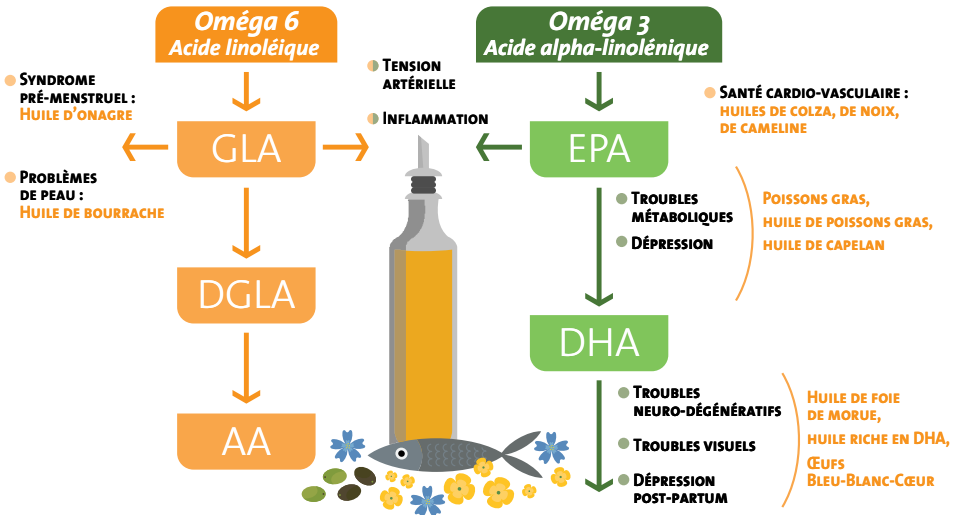 Oméga 6
Acide linoléique
Oméga 3
Acide alpha-linolénique
Syndrome
pré-menstruel :
Huile d'onagre
Tension
artérielle
Inflammation
Santé cardio-vasculaire :
huiles de colza, de noix,
de cameline
GLA
EPA
Problèmes
de peau :
Huile de bourrache
Troubles
métaboliques
Dépression
Poissons gras,
huile de poissons gras,
huile de capelan
DGLA
DHA
AA
Troubles
neuro-dégénératifs
Troubles visuels
Dépression
post-partum
Huile de foie
de morue,
huile riche en DHA,
Œufs
Bleu-Blanc-Cœur